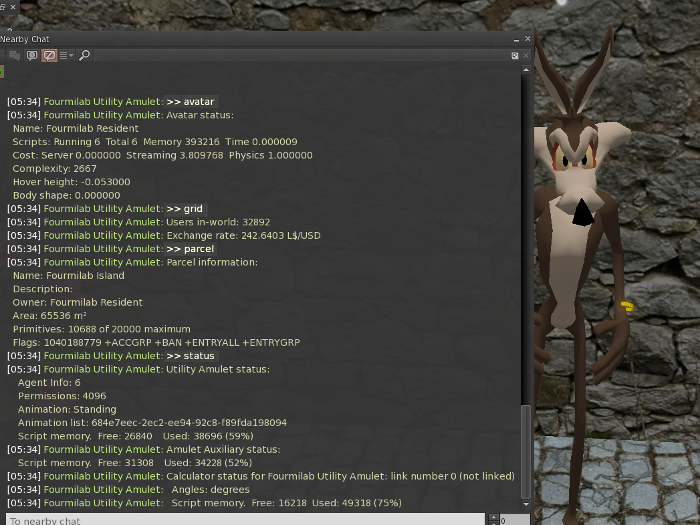 Nearby Chat
[05:34] Fourmilab Utility Amulet: >> avatar
[05:34] Fourmilab Utility Amulet: Avatar status:
Name: Fourmilab Resident
Scripts: Running 6 Total 6 Memory 393216 Time 0.000009
Cost: Server 0.000000 Streaming 3.809768 Physics 1.000000
Complexity: 2667
Hover height: -0.053000
Body shape: 0.000000
[05:34] Fourmilab Utility Amulet: >> grid
[05:34] Fourmilab Utility Amulet: Users in-world: 32892
[05:34] Fourmilab Utility Amulet: Exchange rate: 242.6403 L$/USD
[05:34] Fourmilab Utility Amulet: >> parcel
[05:34] Fourmilab Utility Amulet: Parcel information:
Name: Fourmilab Island
Description:
Owner: Fourmilab Resident
Area: 65536 m²
Primitives: 10688 of 20000 maximum
Flags: 1040188779 +ACCGRP +BAN +ENTRYALL +ENTRYGRP
[05:34] Fourmilab Utility Amulet: >> status
[05:34] Fourmilab Utility Amulet: Utility Amulet status:
Agent Info: 6
Permissions: 4096
Animation: Standing
Animation list: 684e7eec-2ec2-ee94-92c8-f89fda198094
Script memory. Free: 26840 Used: 38696 (59%)
[05:34] Fourmilab Utility Amulet: Amulet Auxiliary status:
Script memory. Free: 31308 Used: 34228 (52%)
[05:34] Fourmilab Utility Amulet: Calculator status for Fourmilab Utility Amulet: link number 0 (not linked)
[05:34] Fourmilab Utility Amulet: Angles: degrees
[05:34] Fourmilab Utility Amulet: Script memory. Free: 16218 Used: 49318 (75%)
To nearby chat
0